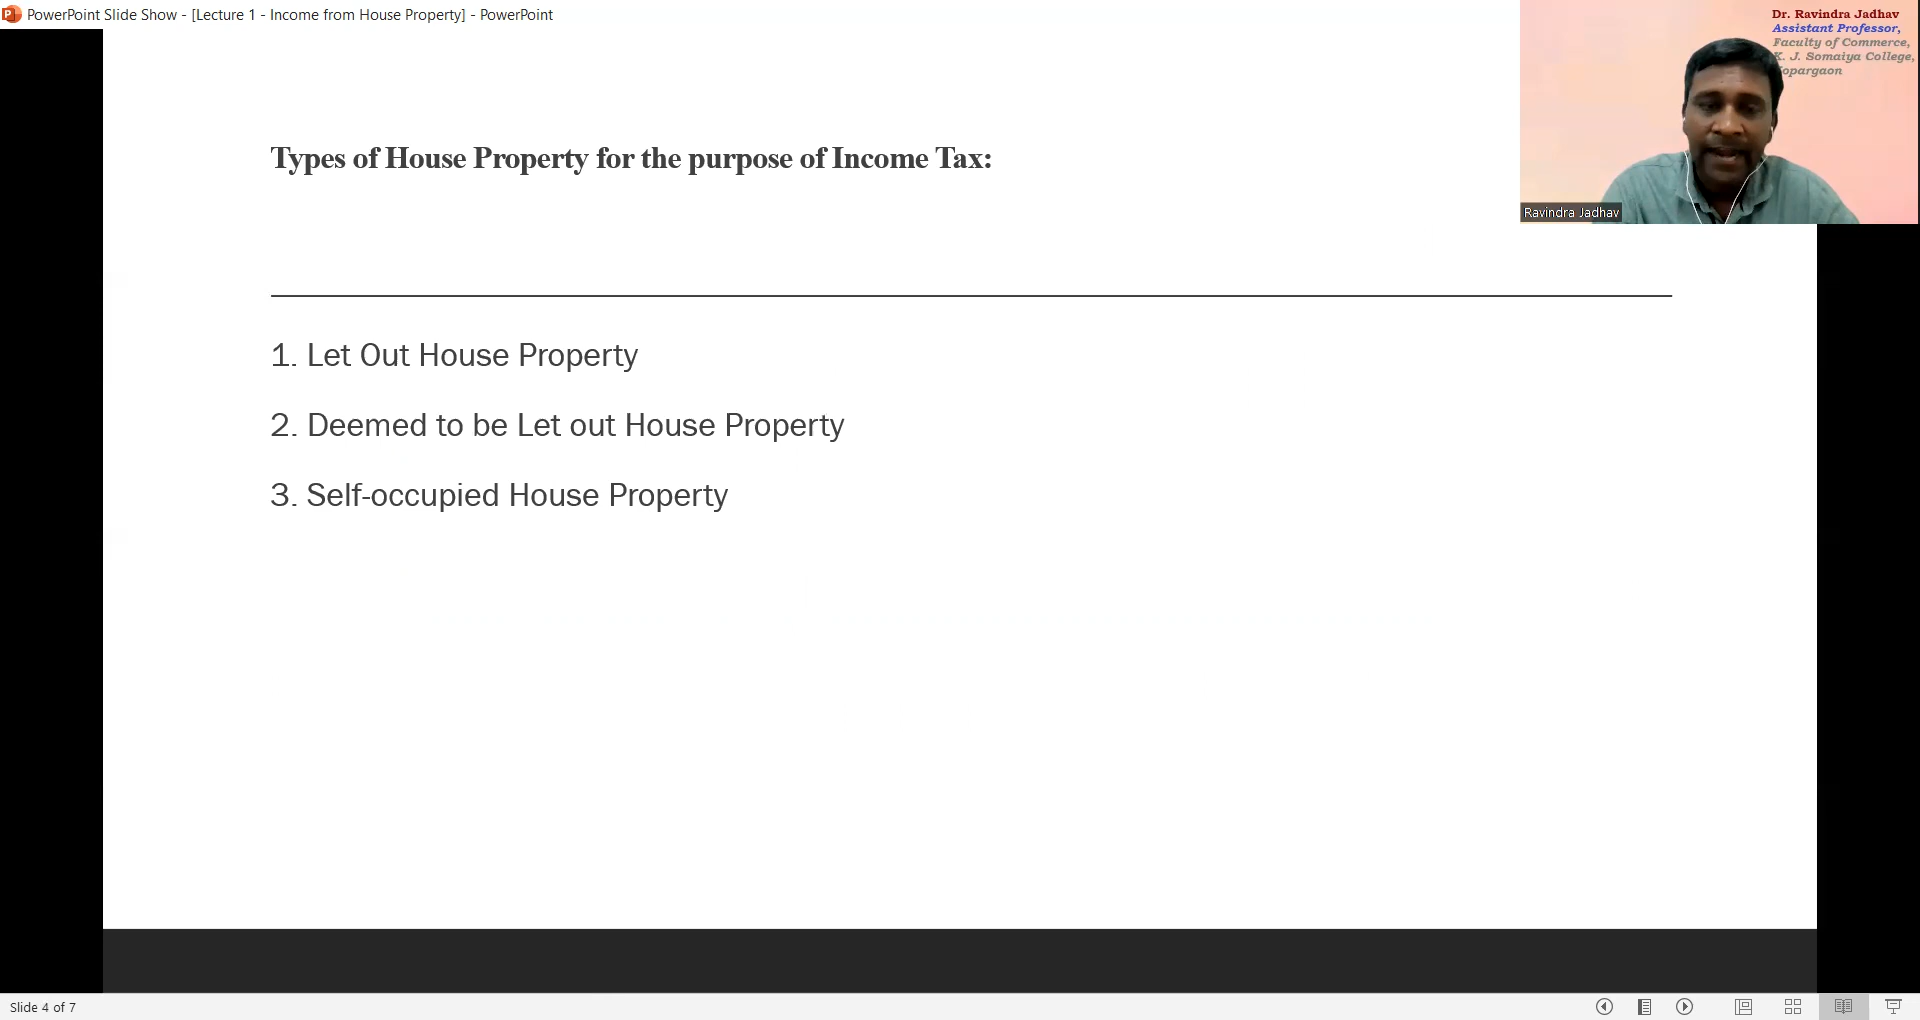 PowerPoint Slide Show - [Lecture 1 - Income from House Property] - PowerPoint
Dr. Ravindra Jadhav
Assistant Professor,
Faculty of Commerce,
K. J. Somaiya College,
Kopargaon
Ravindra Jadhav
Types of House Property for the purpose of Income Tax:
1. Let Out House Property
2. Deemed to be Let out House Property
3. Self-occupied House Property
Slide 4 of 7